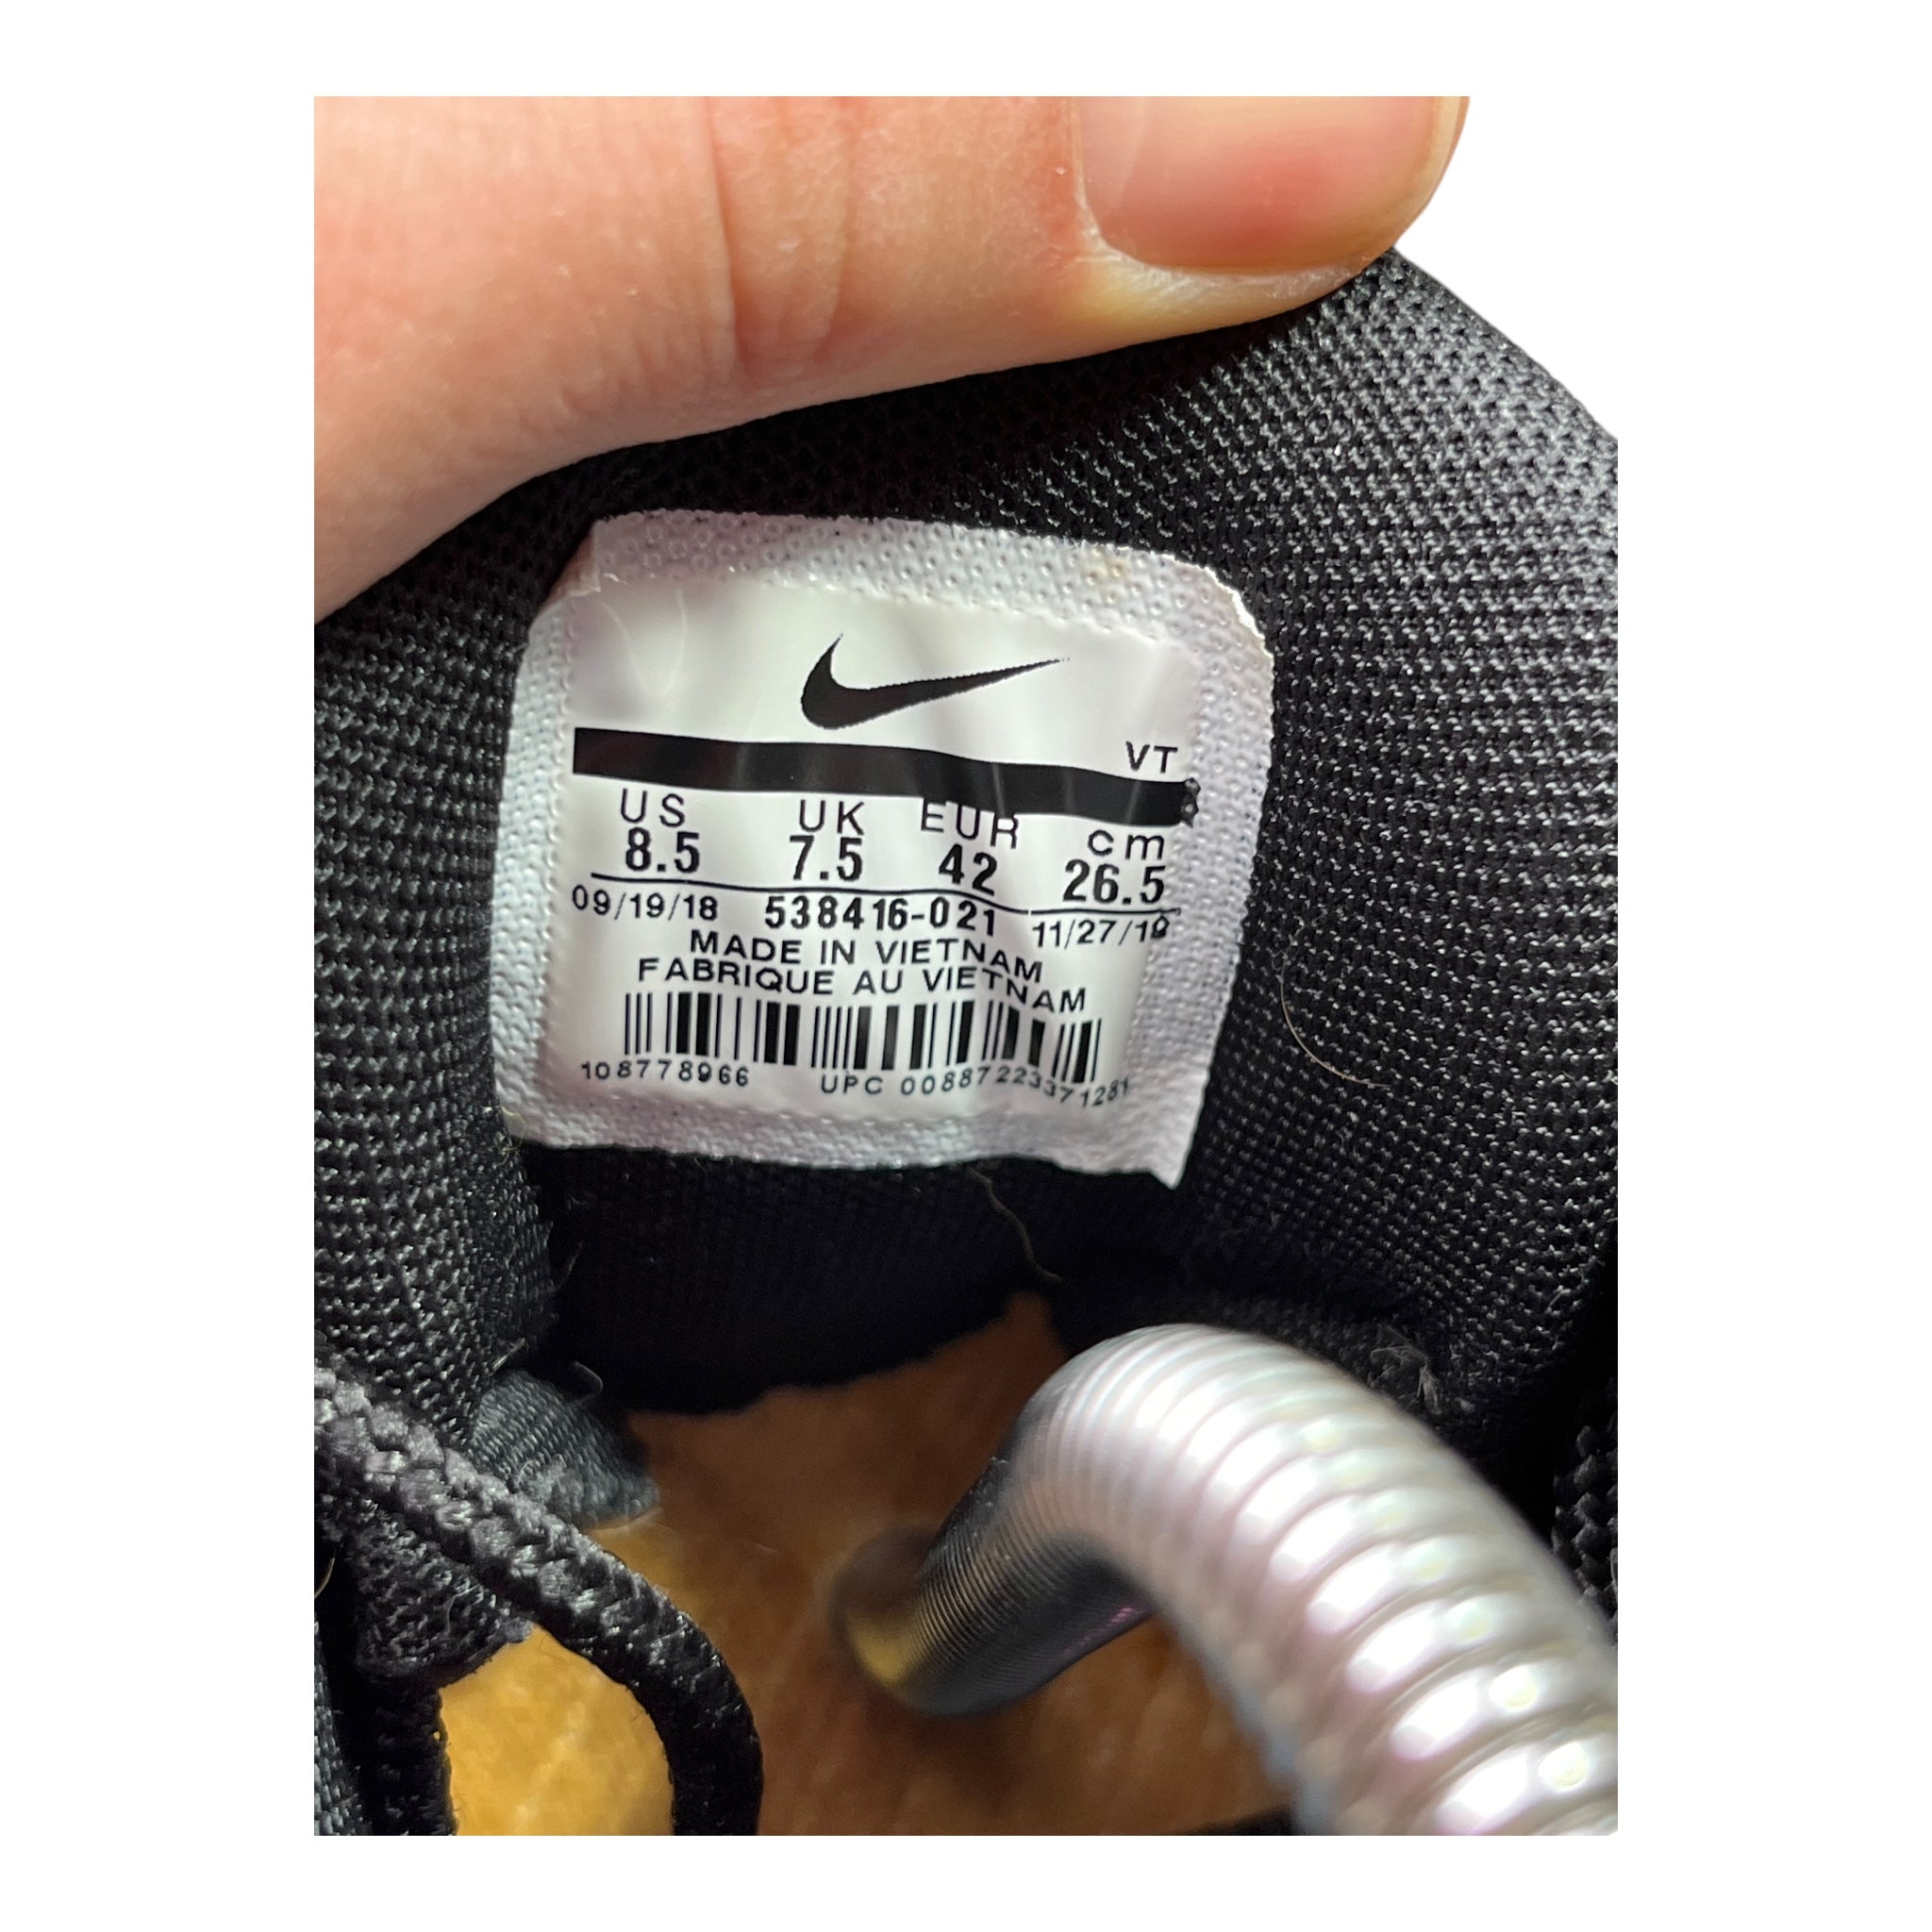 VT
US UK EUR cm
8.5 7.5 42 26.5
09/19/18 538416-021 11/27/18
MADE IN VIETNAM
FABRIQUE AU VIETNAM
108778966 UPC 00887223371281